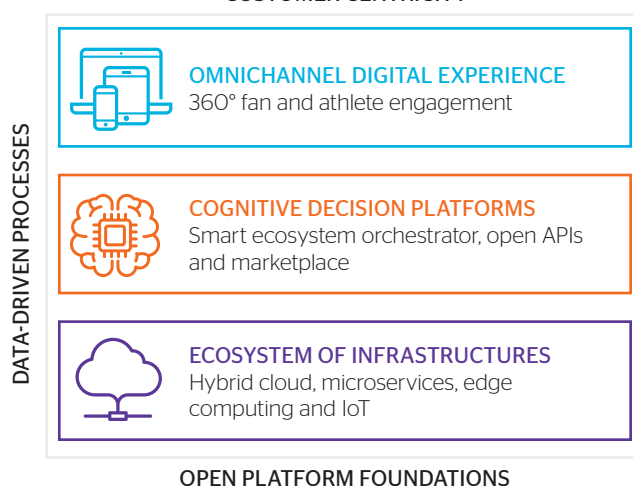 OMNICHANNEL DIGITAL EXPERIENCE
360° fan and athlete engagement
DATA-DRIVEN PROCESSES
COGNITIVE DECISION PLATFORMS
Smart ecosystem orchestrator, open APIs
and marketplace
ECOSYSTEM OF INFRASTRUCTURES
Hybrid cloud, microservices, edge
computing and IoT
OPEN PLATFORM FOUNDATIONS